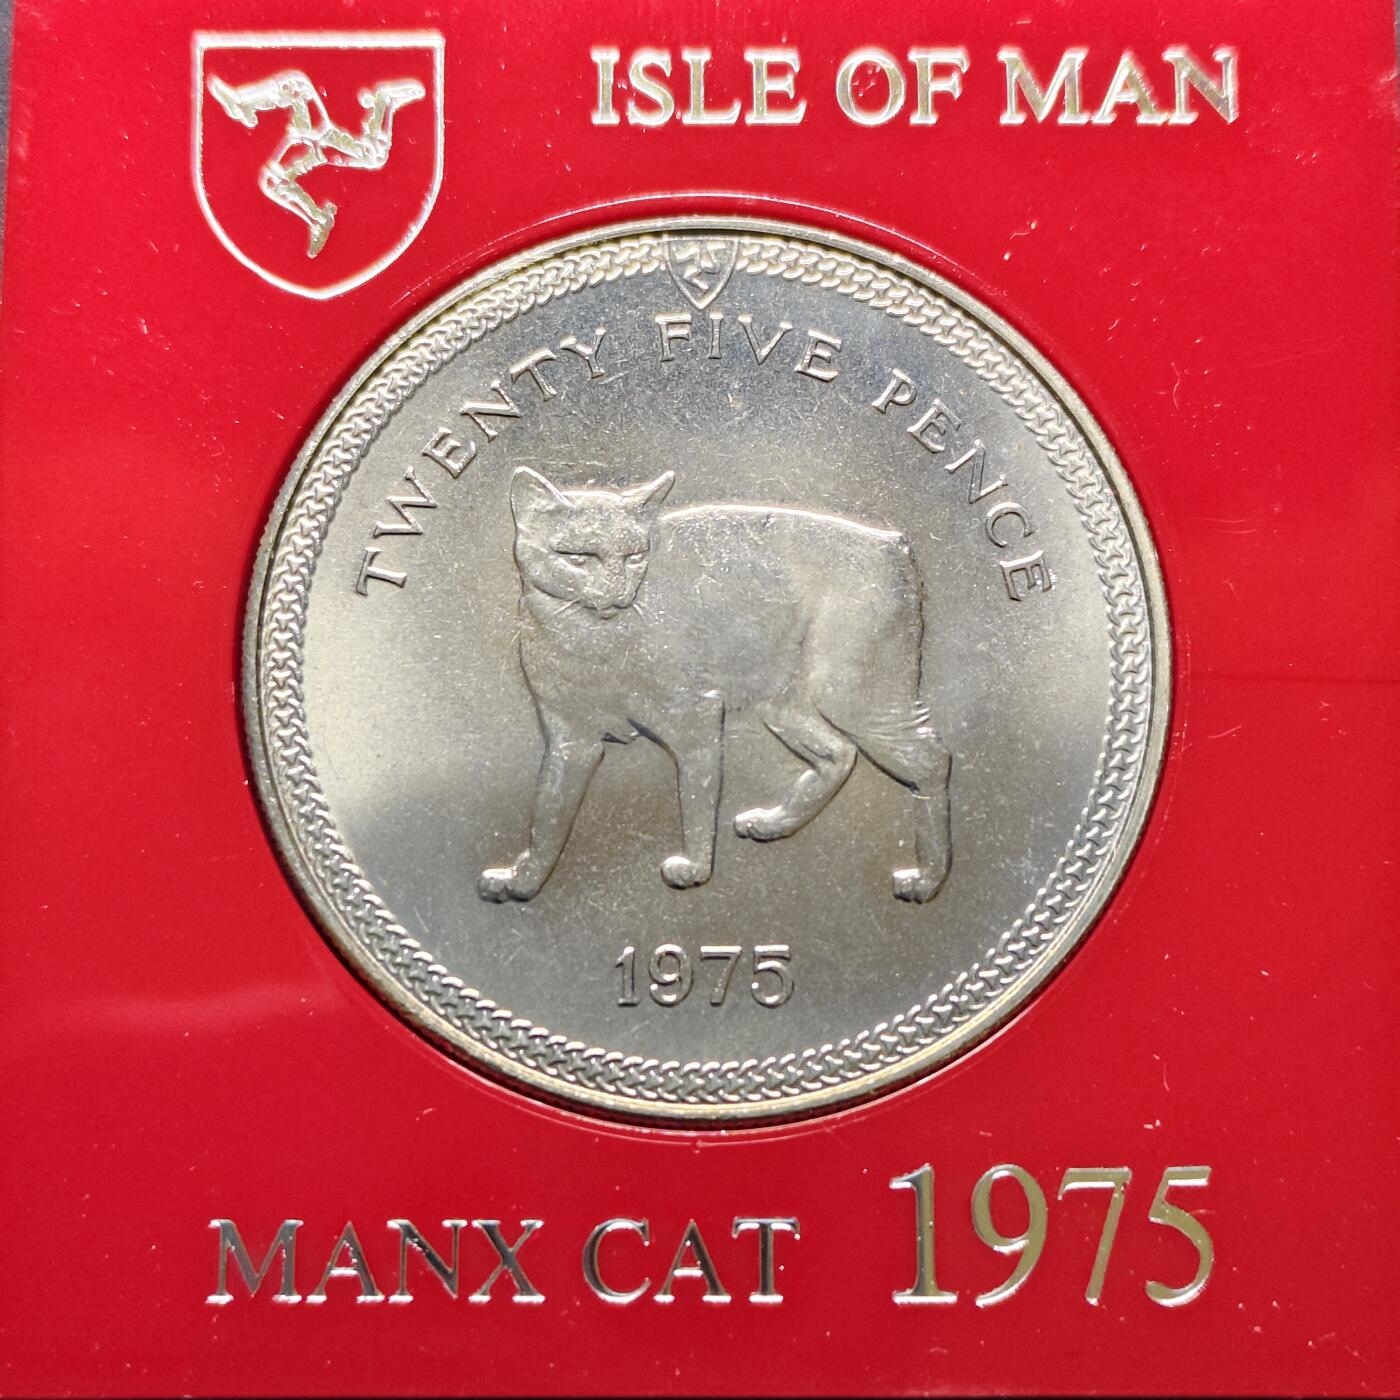 ISLE OF MAN
TWENTY FIVE PENCE
1975
MANX CAT 1975